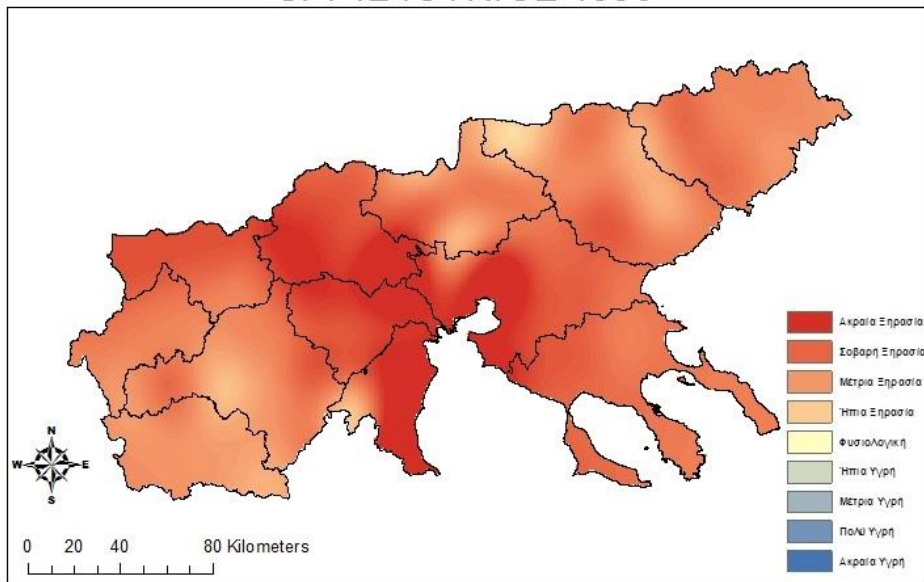 Ακραία Ξηρασία
Σοβαρή Ξηρασία
Μέτρια Ξηρασία
Ήπια Ξηρασία
Φυσιολογική
Ήπια Υγρή
Μέτρια Υγρή
Πολύ Υγρή
Ακραία Υγρή
N
W E
S
0 20 40 80 Kilometers